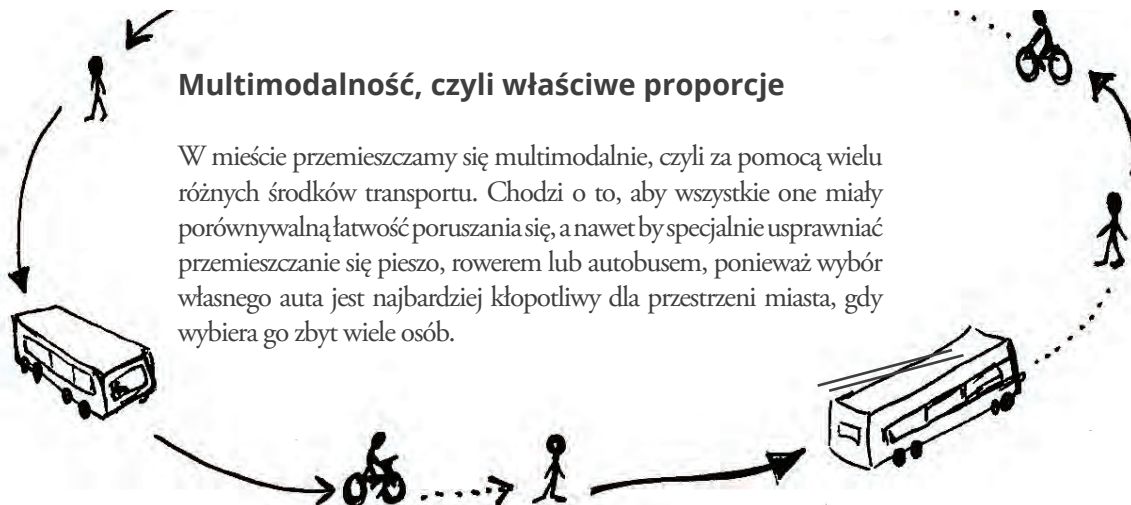 Multimodalność, czyli właściwe proporcje
W mieście przemieszczamy się multimodalnie, czyli za pomocą wielu
różnych środków transportu. Chodzi o to, aby wszystkie one miały
porównywalną łatwość poruszania się, a nawet by specjalnie usprawniać
przemieszczanie się pieszo, rowerem lub autobusem, ponieważ wybór
własnego auta jest najbardziej kłopotliwy dla przestrzeni miasta, gdy
wybiera go zbyt wiele osób.